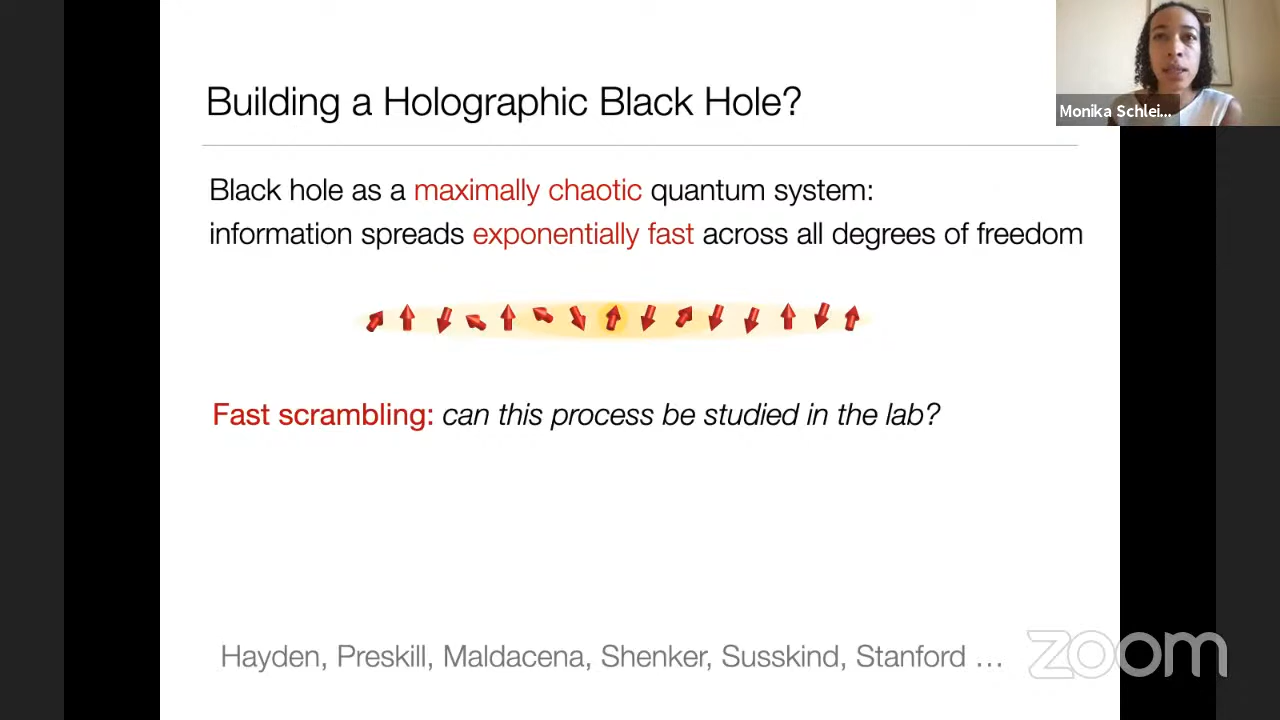 Building a Holographic Black Hole?
Monika Schlei...
Black hole as a maximally chaotic quantum system:
information spreads exponentially fast across all degrees of freedom
Fast scrambling: can this process be studied in the lab?
Hayden, Preskill, Maldacena, Shenker, Susskind, Stanford ...
zoom